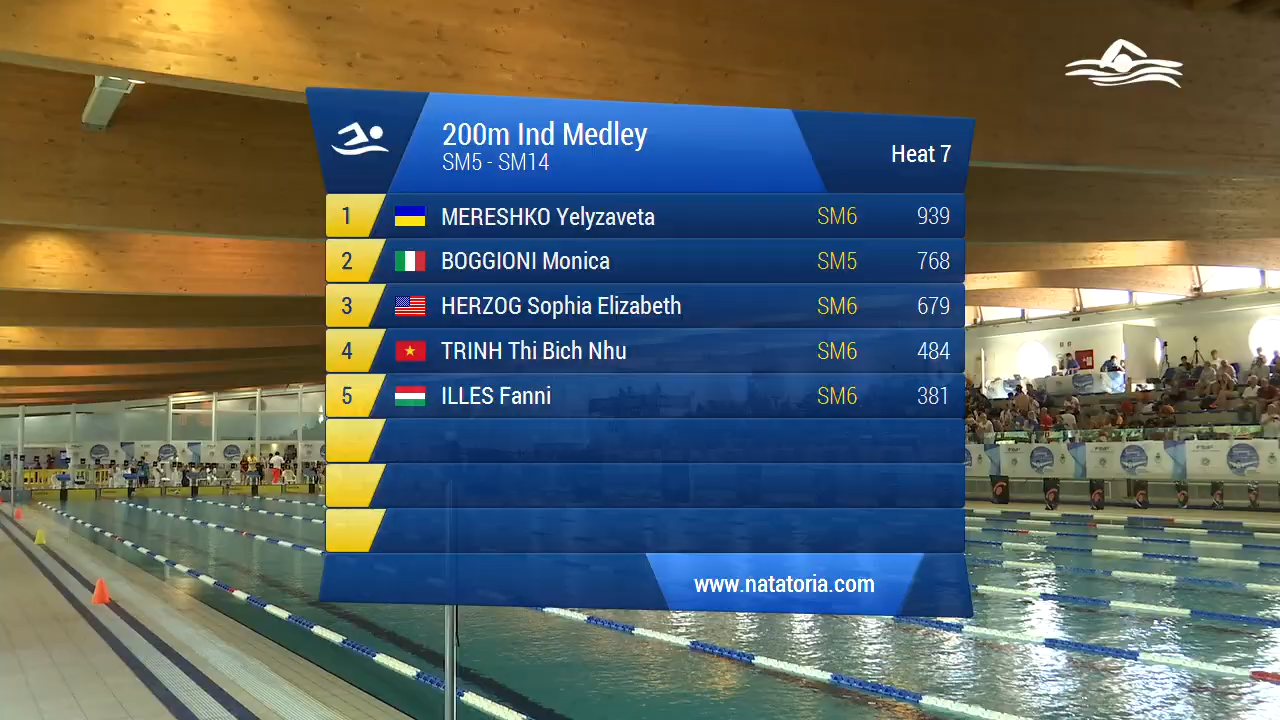 200m Ind Medley
SM5 - SM14
Heat 7
1 MERESHKO Yelyzaveta SM6 939
2 BOGGIONI Monica SM5 768
3 HERZOG Sophia Elizabeth SM6 679
4 TRINH Thi Bich Nhu SM6 484
5 ILLES Fanni SM6 381
www.natatoria.com